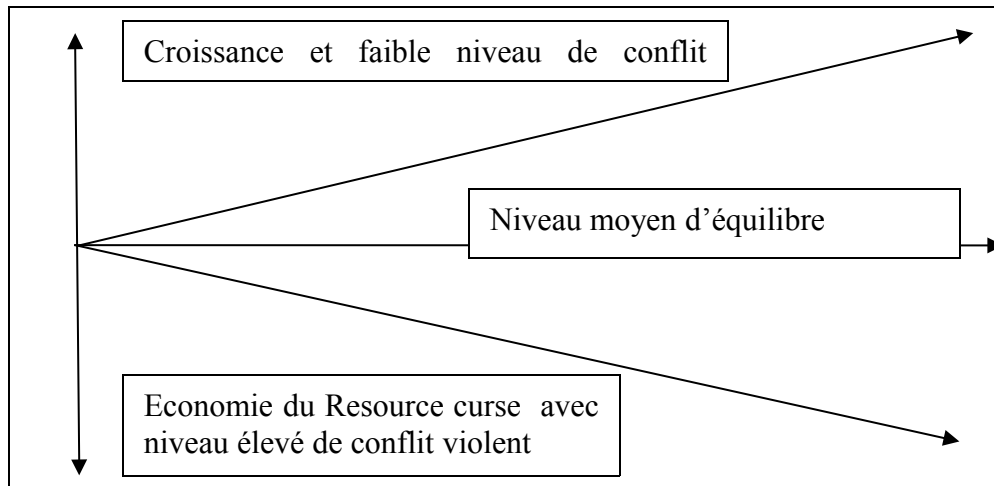 Croissance et faible niveau de conflit
Niveau moyen d’équilibre
Economie du Resource curse avec
niveau élevé de conflit violent